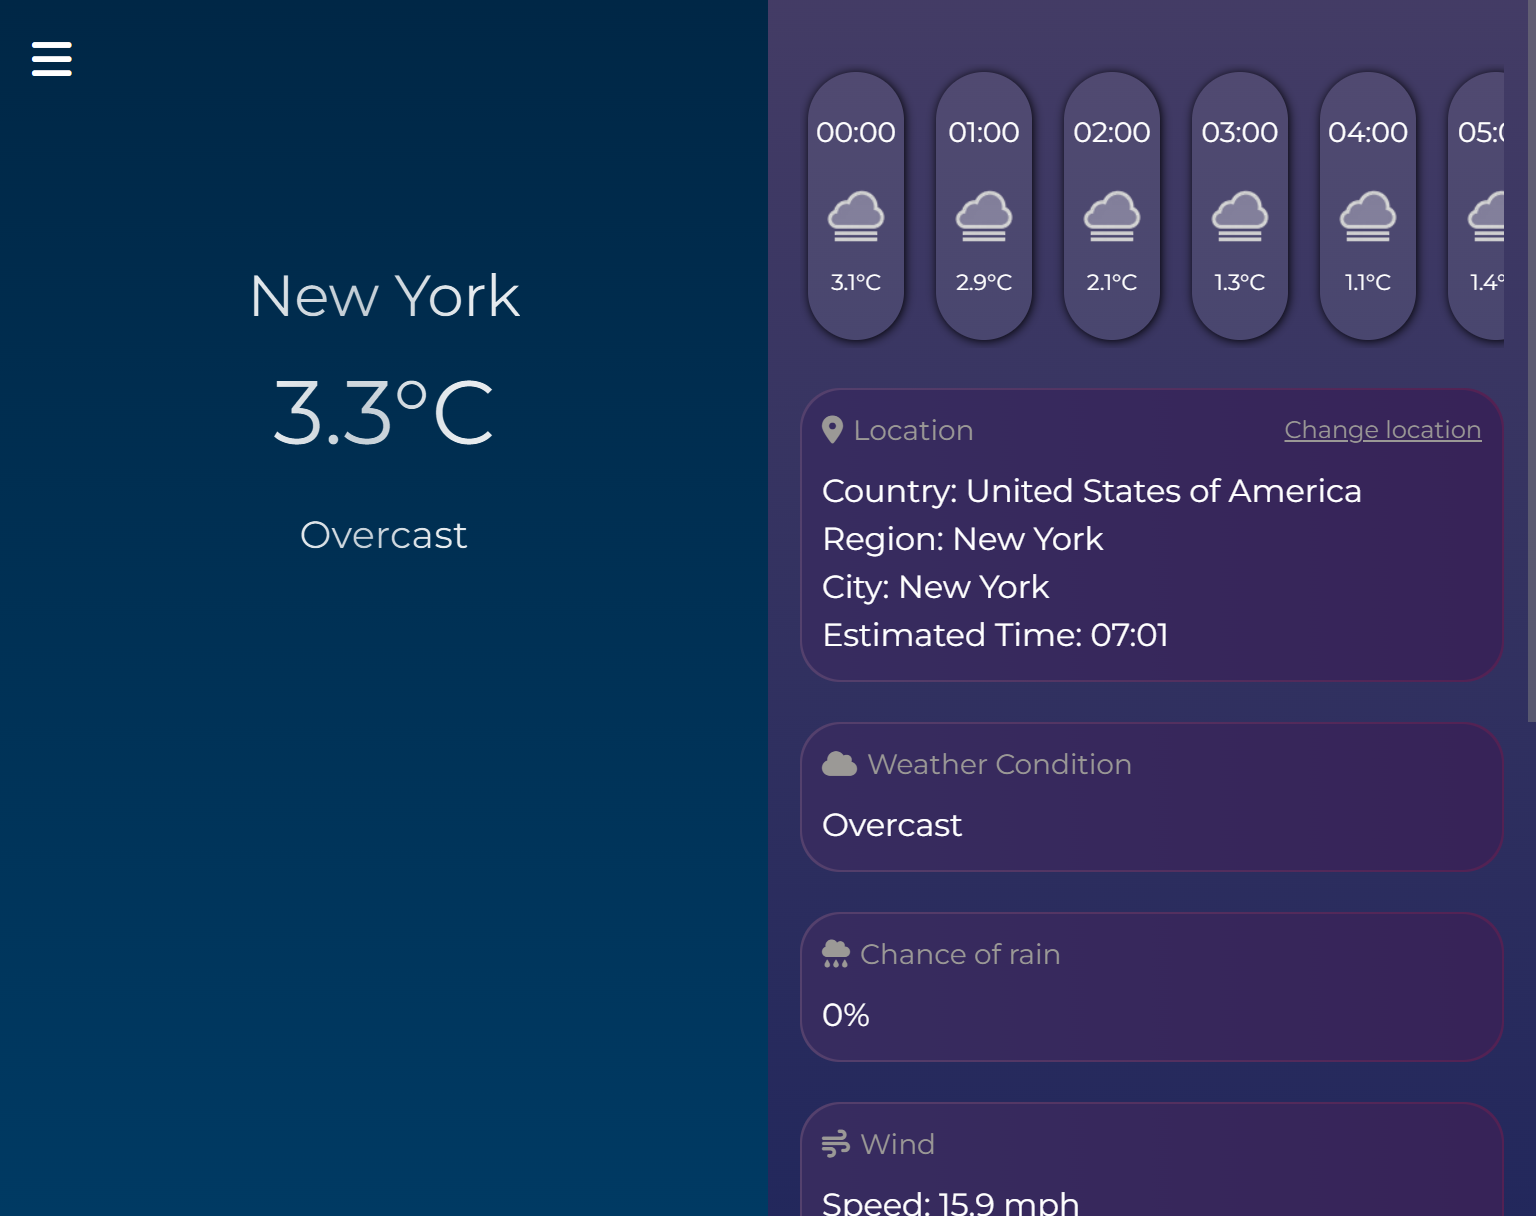 New York
3.3°C
Overcast
00:00 01:00 02:00 03:00 04:00
3.1°C 2.9°C 2.1°C 1.3°C 1.1°C 1.4°
Location Change location
Country: United States of America
Region: New York
City: New York
Estimated Time: 07:01
Weather Condition
Overcast
Chance of rain
0%
Wind
Speed: 15.9 mph